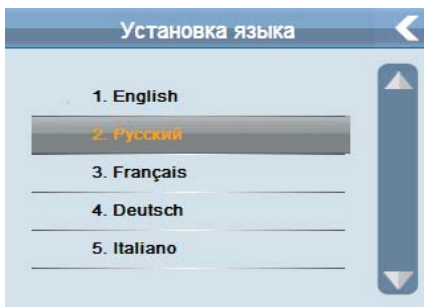 Установка языка
1. English
2. Русский
3. Français
4. Deutsch
5. Italiano